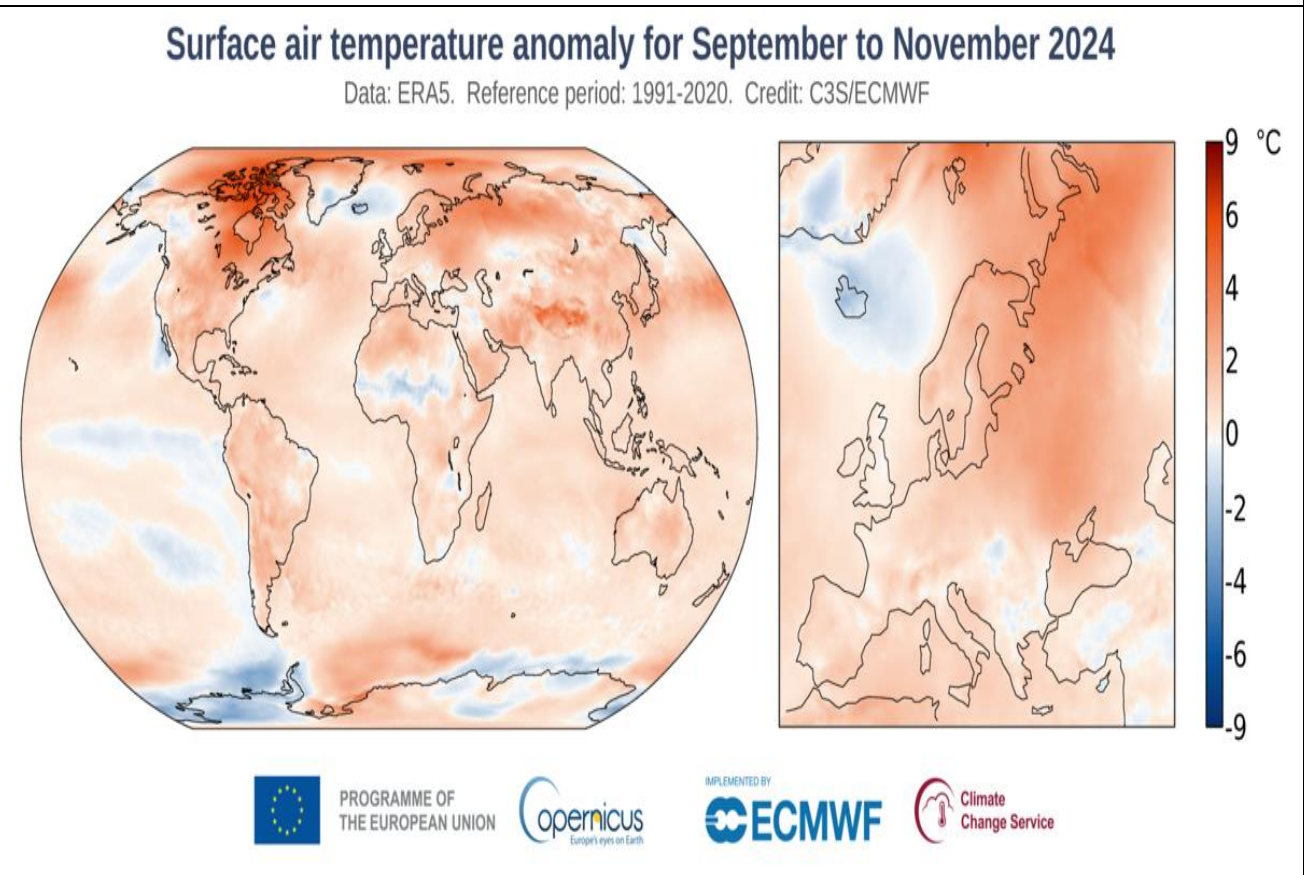 Surface air temperature anomaly for September to November 2024
Data: ERA5.  Reference period: 1991-2020.  Credit: C3S/ECMWF
9 °C
6
4
2
0
-2
-4
-6
-9
PROGRAMME OF
THE EUROPEAN UNION
opernicus
Europe's eyes on Earth
IMPLEMENTED BY
ECMWF
Climate
Change Service